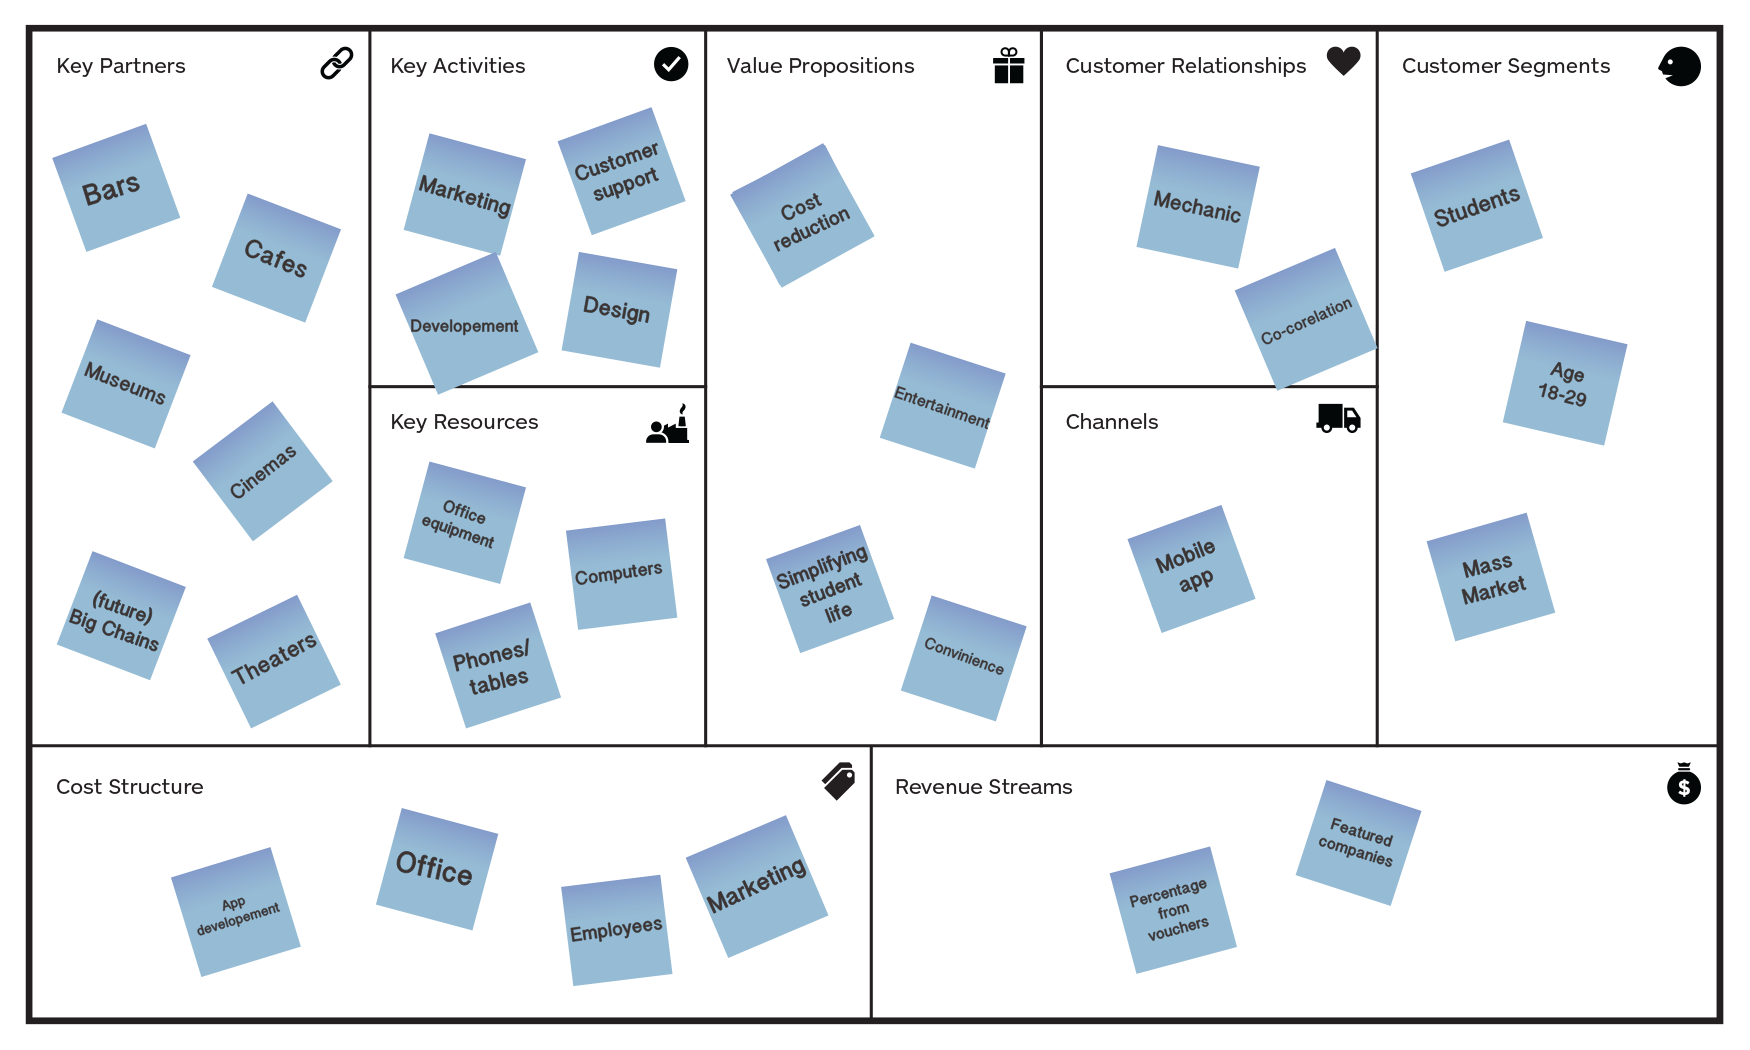 Key Partners
Bars
Cafes
Museums
Cinemas
(future)
Big Chains
Theaters
Key Activities
Marketing
Customer
support
Developement
Design
Key Resources
Office
equipment
Computers
Phones/
tables
Value Propositions
Cost
reduction
Entertainment
Simplifying
student
life
Convinience
Customer Relationships
Mechanic
Co-corelation
Channels
Mobile
app
Customer Segments
Students
Age
18-29
Mass
Market
Cost Structure
App
developement
Office
Employees
Marketing
Revenue Streams
Percentage
from
vouchers
Featured
companies
$